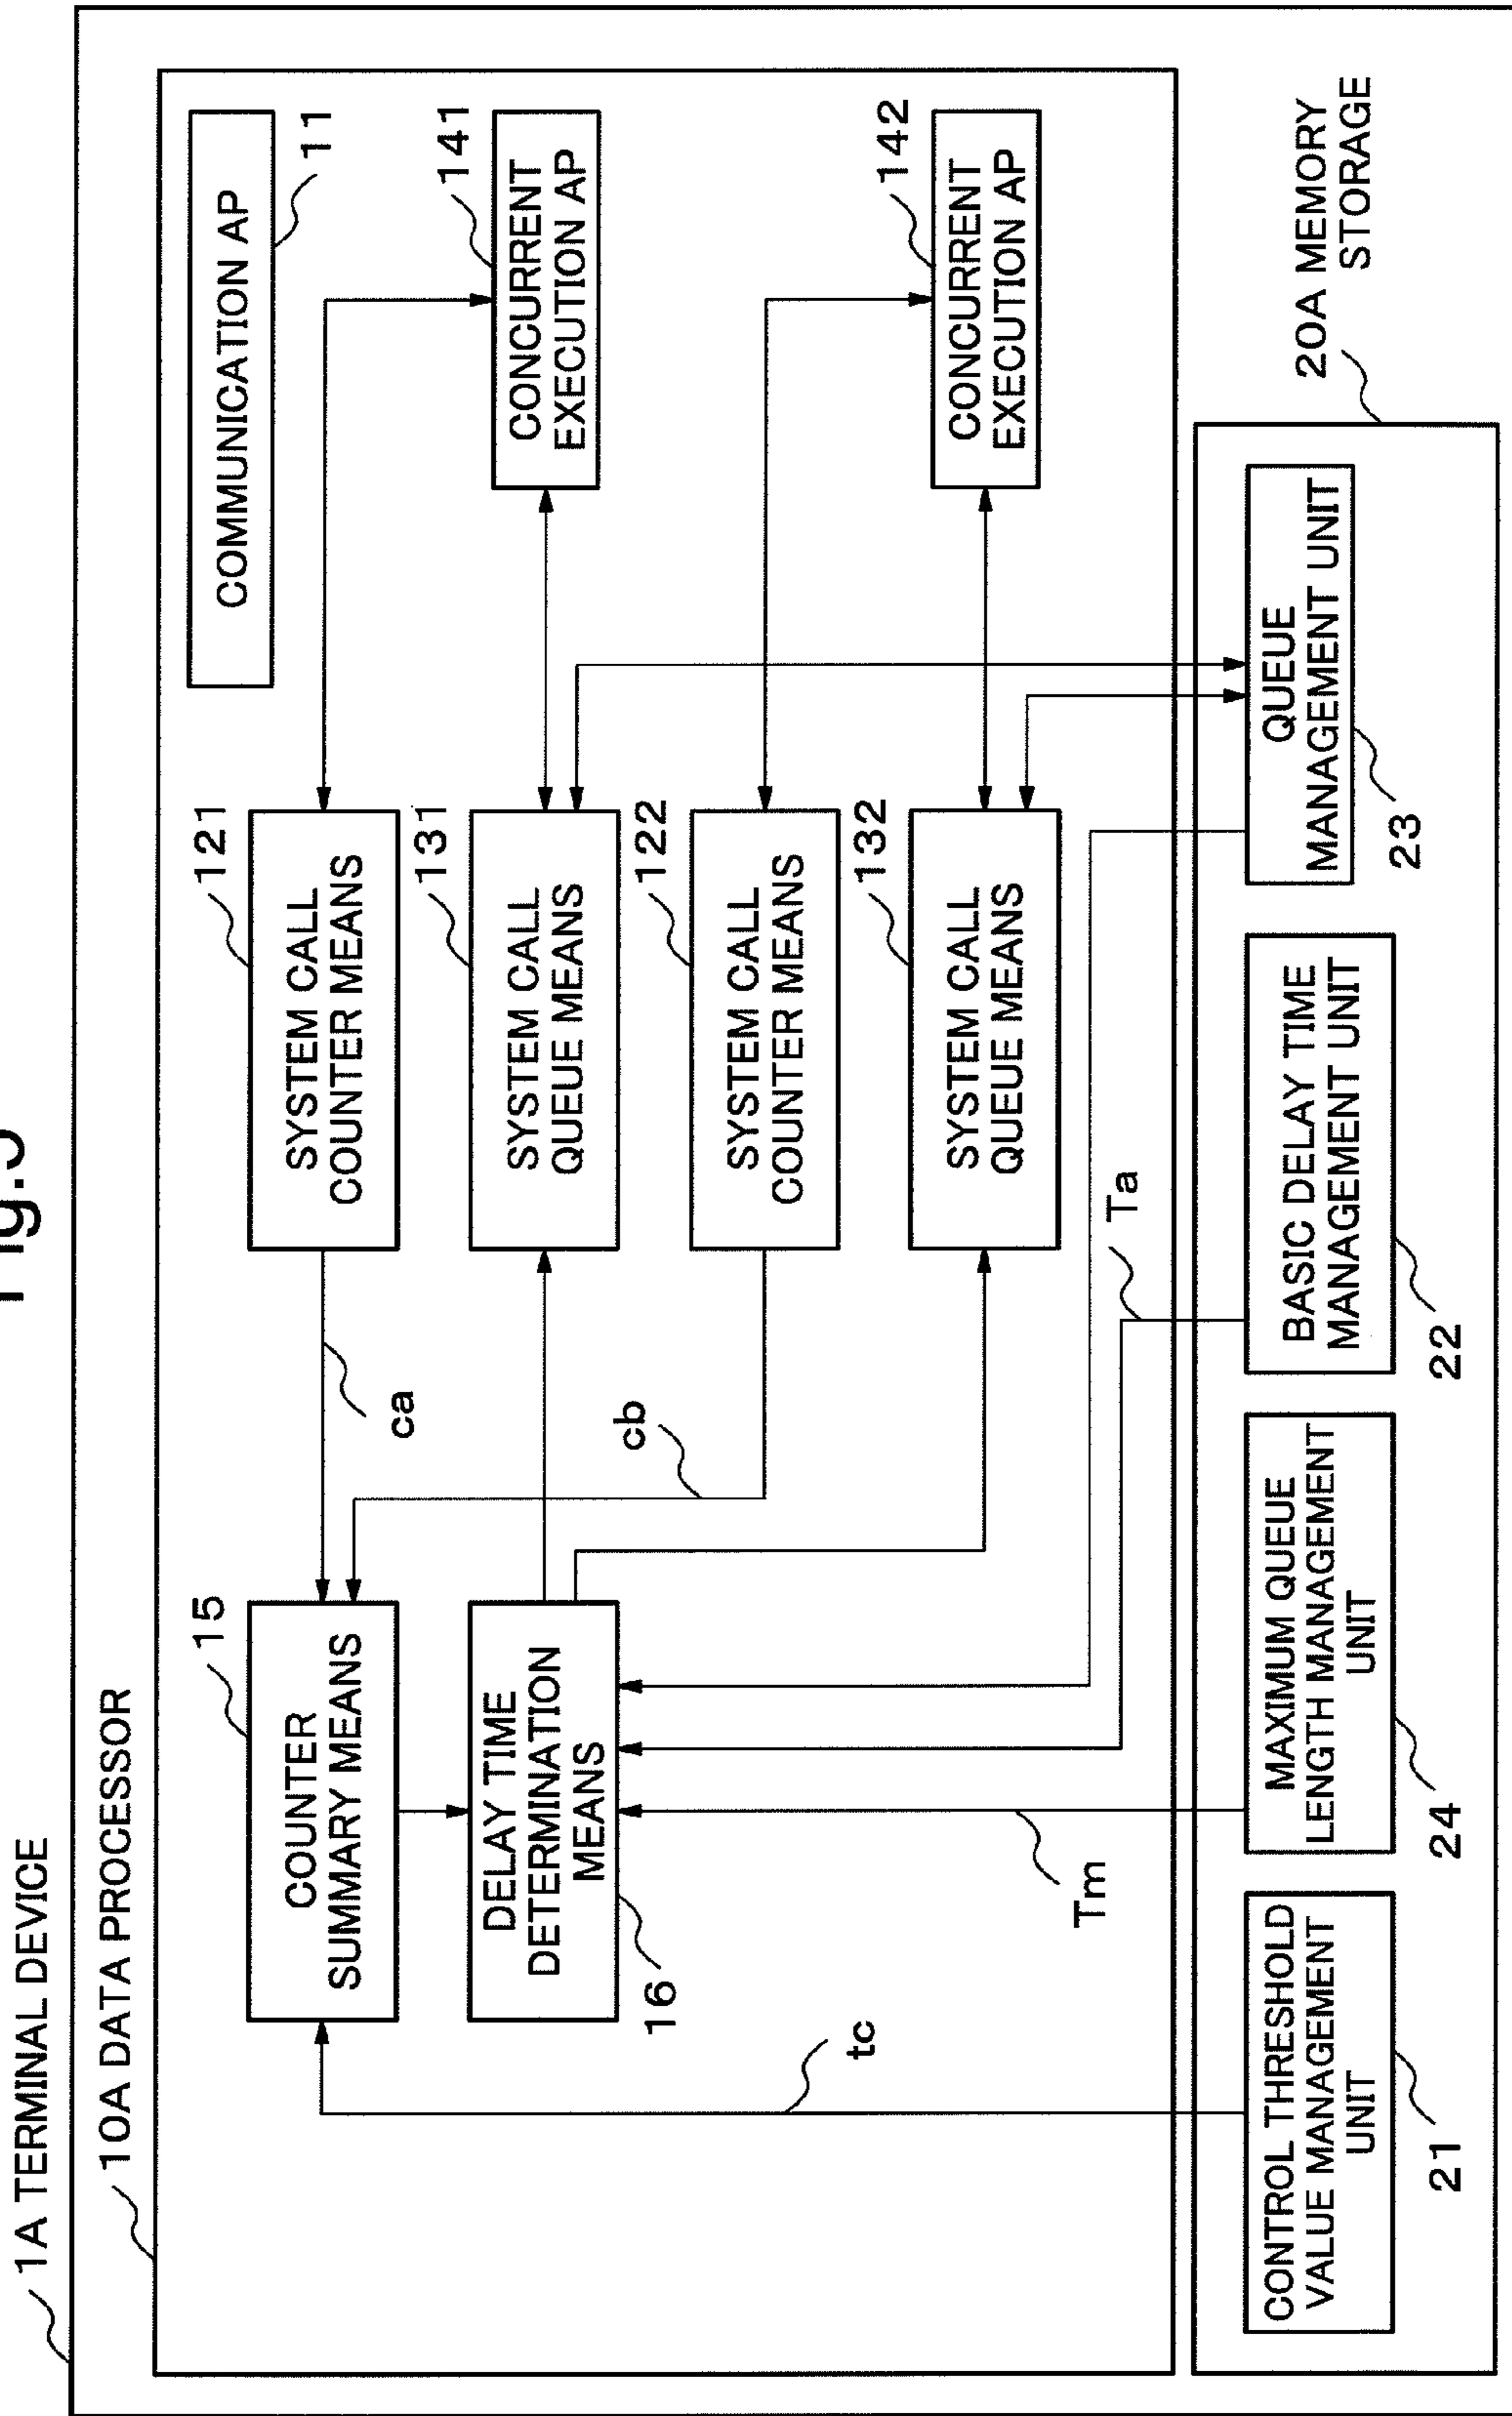 Fig.5
1A TERMINAL DEVICE
10A DATA PROCESSOR
COMMUNICATION AP
11
15
COUNTER
SUMMARY MEANS
ca
121
SYSTEM CALL
COUNTER MEANS
141
CONCURRENT
EXECUTION AP
DELAY TIME
DETERMINATION
MEANS
16
131
SYSTEM CALL
QUEUE MEANS
cb
122
SYSTEM CALL
COUNTER MEANS
142
CONCURRENT
EXECUTION AP
132
SYSTEM CALL
QUEUE MEANS
tc
Tm
Ta
20A MEMORY
STORAGE
CONTROL THRESHOLD
VALUE MANAGEMENT
UNIT
21
MAXIMUM QUEUE
LENGTH MANAGEMENT
UNIT
24
BASIC DELAY TIME
MANAGEMENT UNIT
22
QUEUE
MANAGEMENT UNIT
23